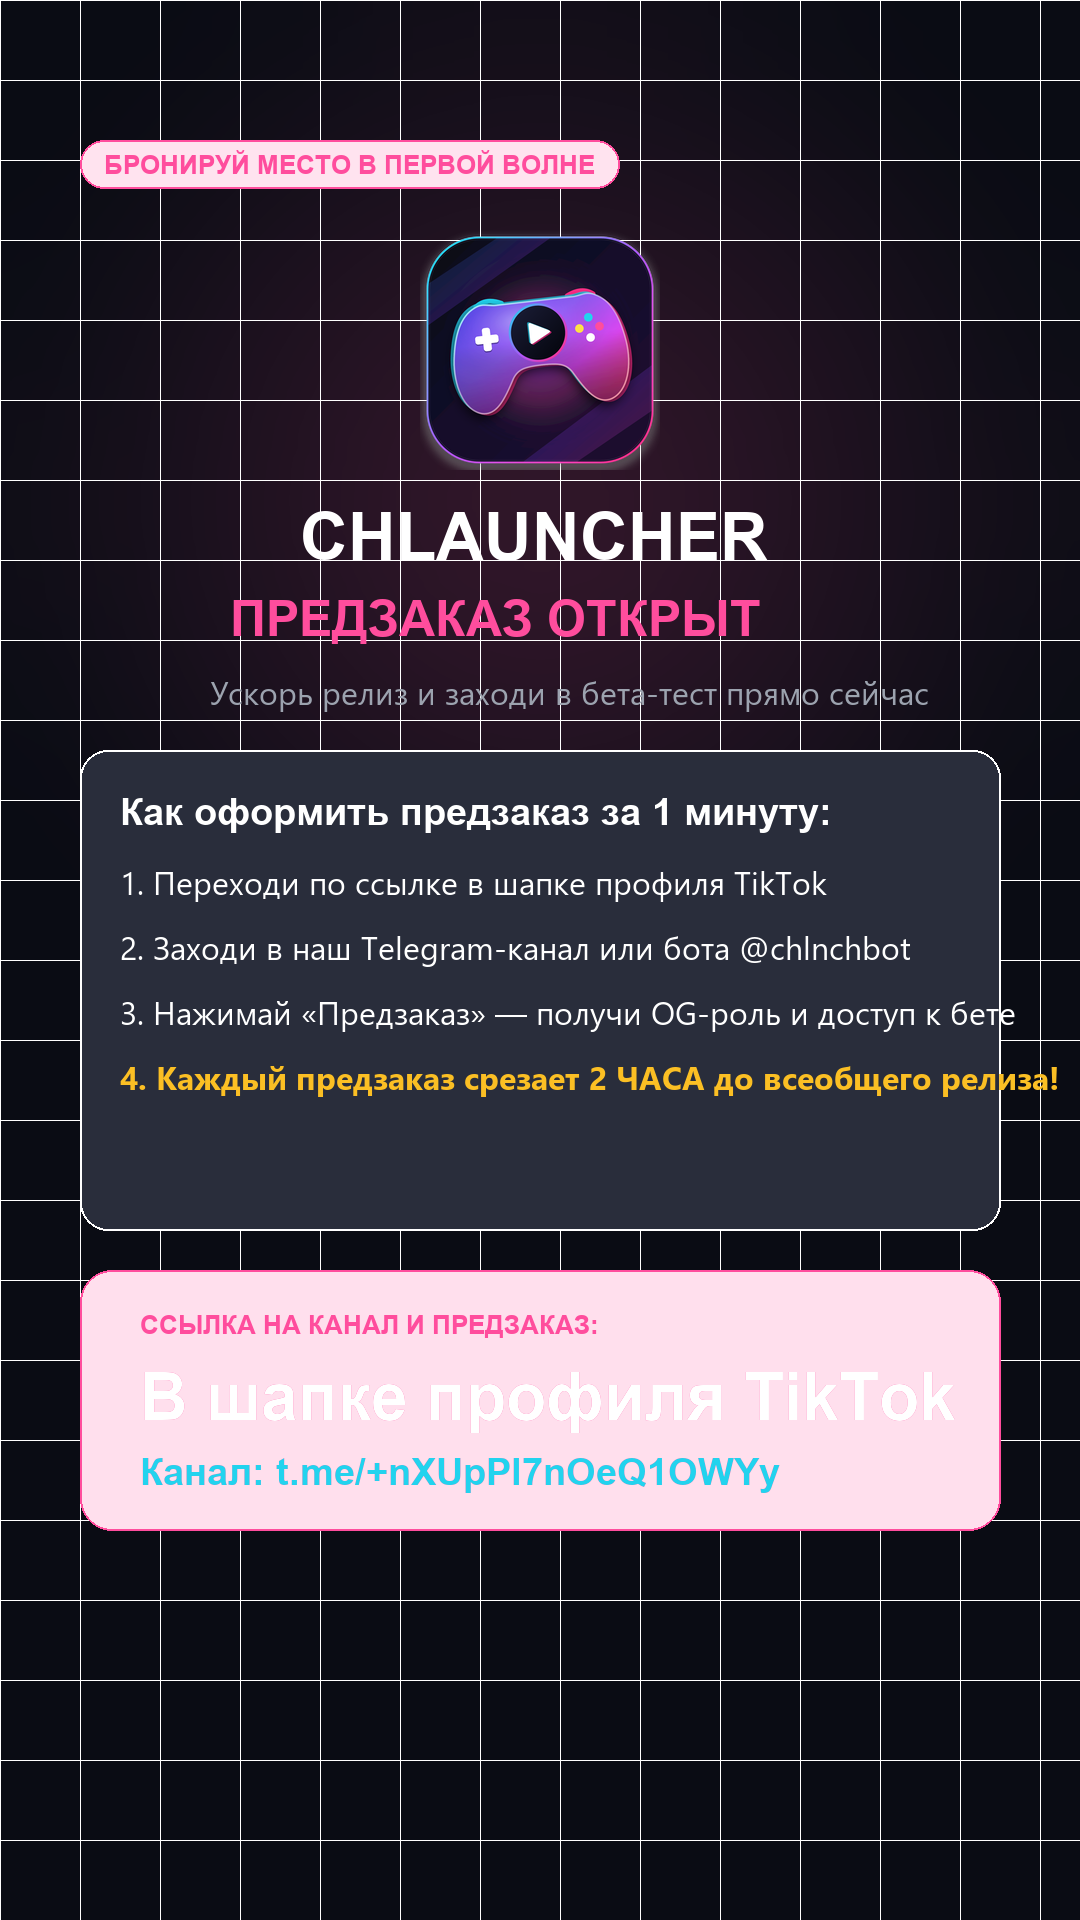 БРОНИРУЙ МЕСТО В ПЕРВОЙ ВОЛНЕ
CHLAUNCHER
ПРЕДЗАКАЗ ОТКРЫТ
Ускорь релиз и заходи в бета-тест прямо сейчас
Как оформить предзаказ за 1 минуту:
1. Переходи по ссылке в шапке профиля TikTok
2. Заходи в наш Telegram-канал или бота @chlnchbot
3. Нажимай «Предзаказ» — получи OG-роль и доступ к бете
4. Каждый предзаказ срезает 2 ЧАСА до всеобщего релиза!
ССЫЛКА НА КАНАЛ И ПРЕДЗАКАЗ:
В шапке профиля TikTok
Канал: t.me/+nXUpPI7nOeQ1OWYy